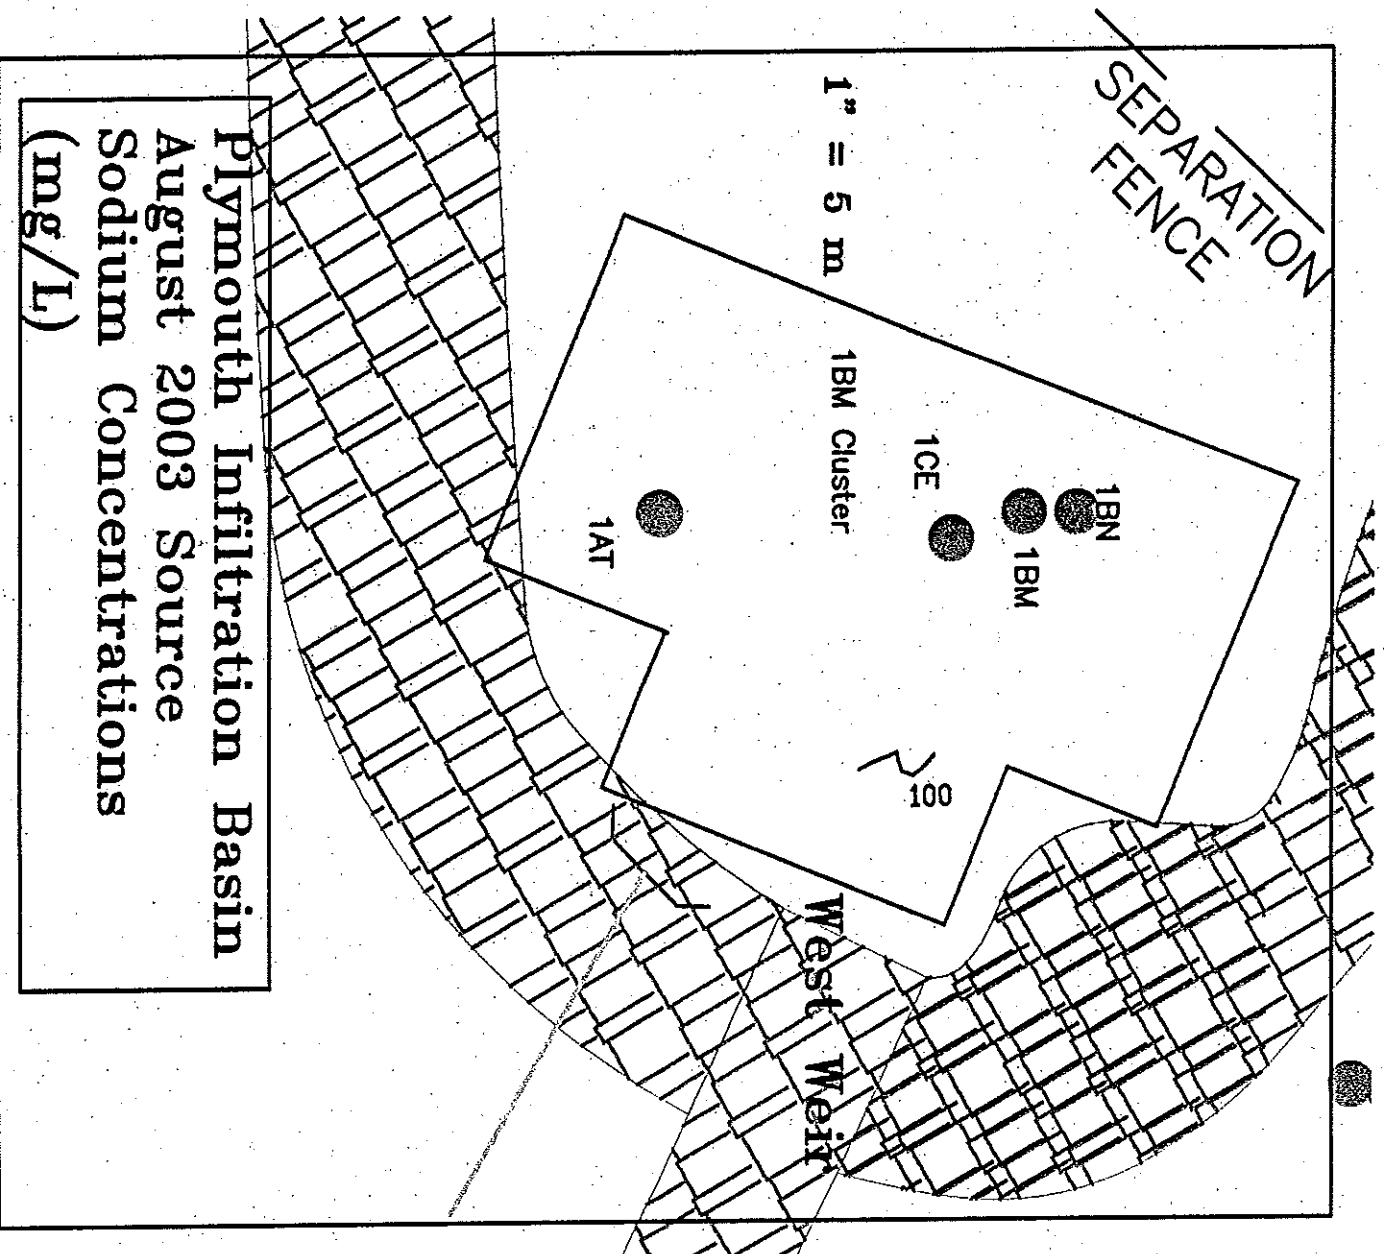 SEPARATION
FENCE
1" = 5 m
1BN
1BM
1CE
1BM Cluster
1AT
100
West Weir
Plymouth Infiltration Basin
August 2003 Source
Sodium Concentrations
(mg/L)